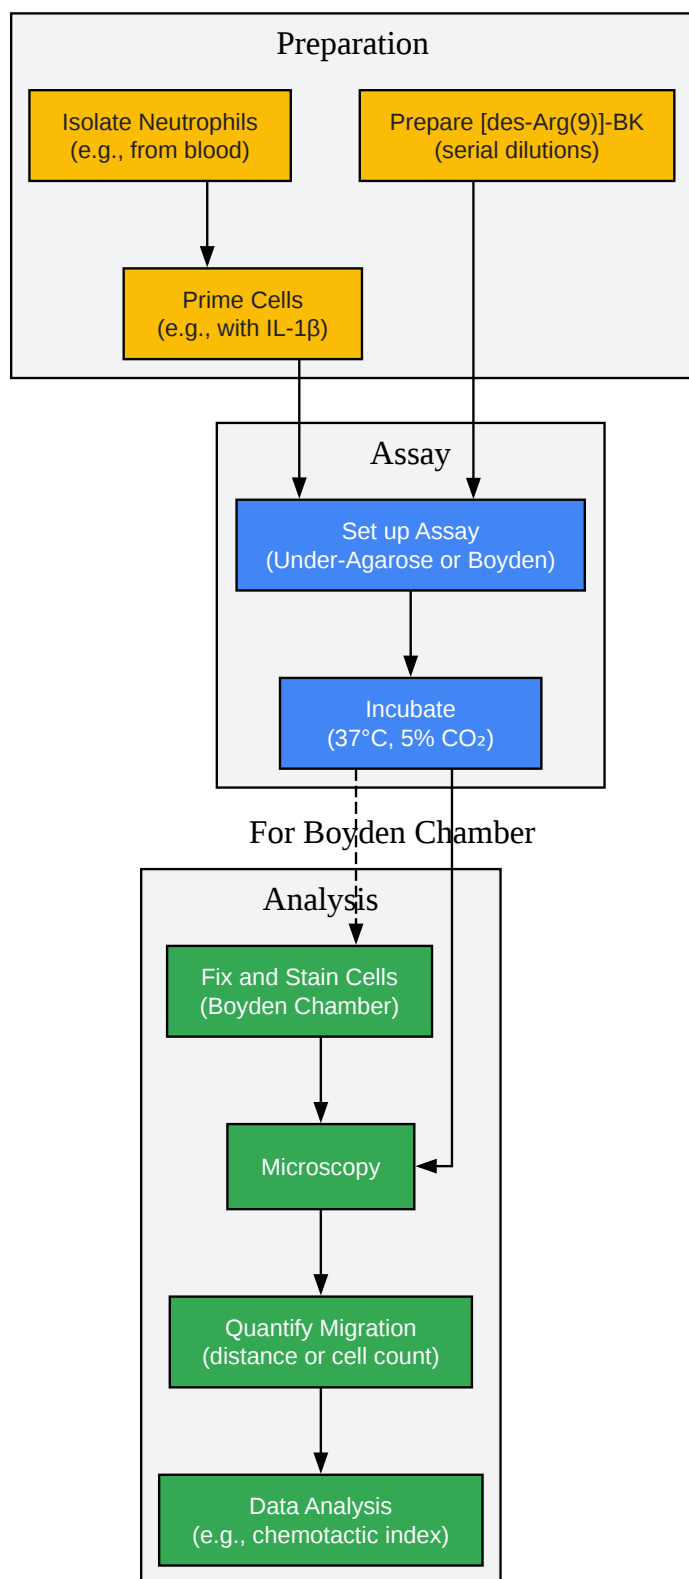 Preparation
Isolate Neutrophils
(e.g., from blood)
Prepare [des-Arg(9)]-BK
(serial dilutions)
Prime Cells
(e.g., with IL-1β)
Assay
Set up Assay
(Under-Agarose or Boyden)
Incubate
(37°C, 5% CO₂)
For Boyden Chamber
Analysis
Fix and Stain Cells
(Boyden Chamber)
Microscopy
Quantify Migration
(distance or cell count)
Data Analysis
(e.g., chemotactic index)